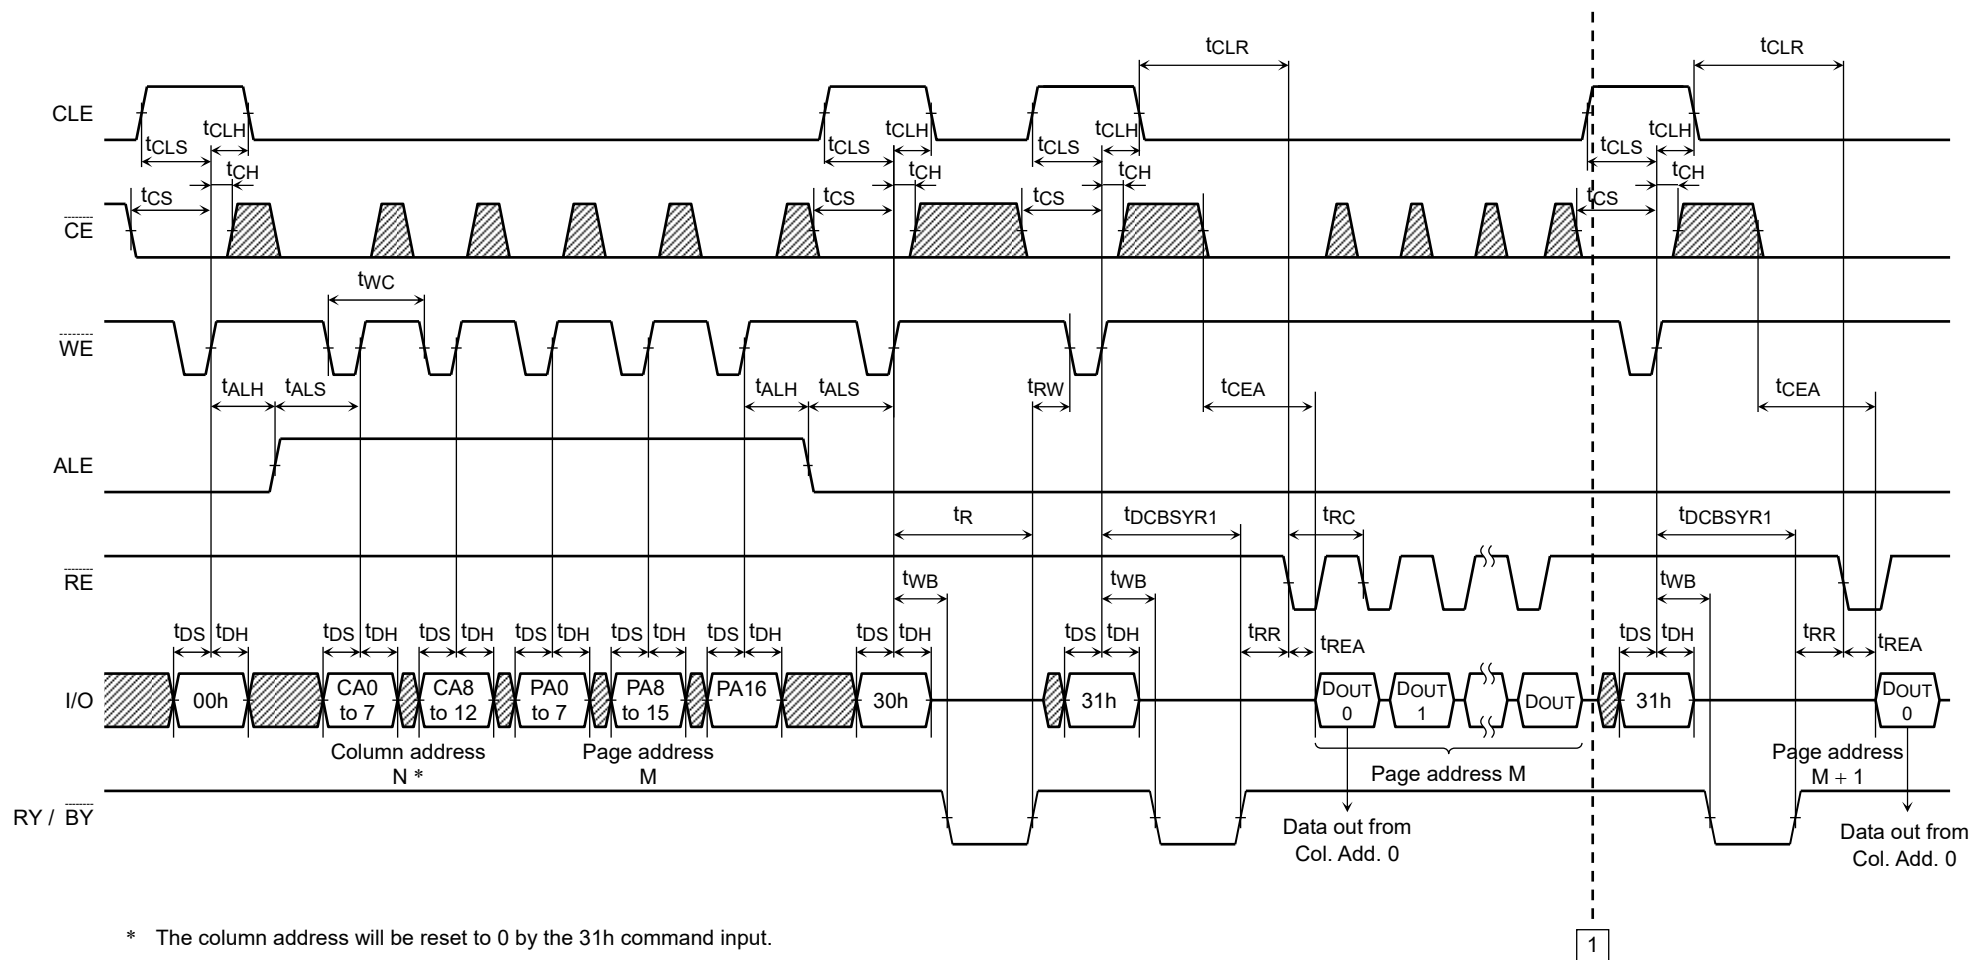 tCLR tCLR
CLE
tCLS tCLH tCLS tCLH tCLS tCLH tCLS tCLH
tCS tCH tCS tCH tCS tCH tCS tCH
CE
tWC
WE
tALH tALS tALH tALS tRW tCEA tCEA
ALE
tR tDCBSYR1 tRC tDCBSYR1
RE
tWB tWB tWB
tDS tDH tDS tDH tDS tDH tDS tDH tDS tDH tDS tDH tDS tDH tDS tDH tRR tREA tDS tDH tRR tREA
I/O
00h
CA0 to 7
CA8 to 12
PA0 to 7
PA8 to 15
PA16
30h
31h
DOUT 0
DOUT 1
DOUT
31h
DOUT 0
Column address
N *
Page address
M
Page address M
Page address
M + 1
RY / BY
Data out from
Col. Add. 0
Data out from
Col. Add. 0
* The column address will be reset to 0 by the 31h command input.
1